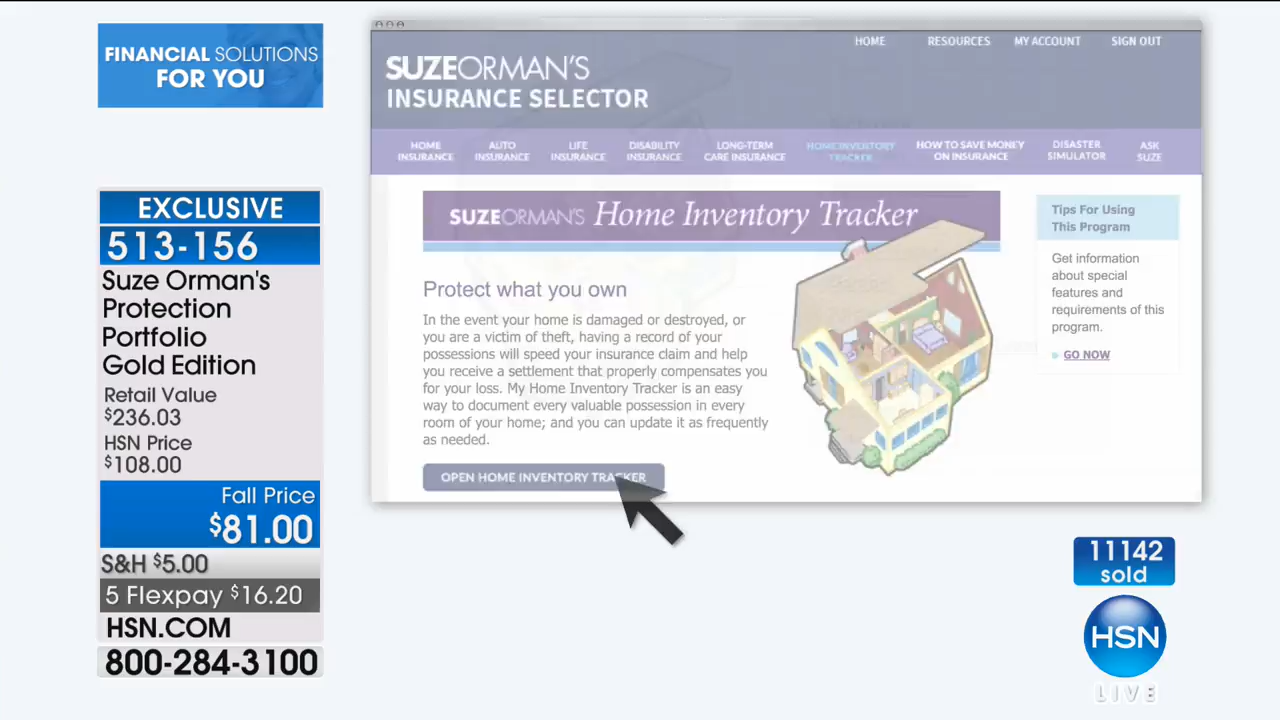 FINANCIAL SOLUTIONS
FOR YOU
EXCLUSIVE
513-156
Suze Orman's
Protection
Portfolio
Gold Edition
Retail Value
$236.03
HSN Price
$108.00
Fall Price
$81.00
S&H $5.00
5 Flexpay $16.20
HSN.COM
800-284-3100
HOME RESOURCES MY ACCOUNT SIGN OUT
SUZEORMAN'S
INSURANCE SELECTOR
HOME INSURANCE
AUTO INSURANCE
LIFE INSURANCE
DISABILITY INSURANCE
LONG-TERM CARE INSURANCE
HOME INVENTORY TRACKER
HOW TO SAVE MONEY ON INSURANCE
DISASTER SIMULATOR
ASK SUZE
SUZEORMAN'S Home Inventory Tracker
Protect what you own
In the event your home is damaged or destroyed, or
you are a victim of theft, having a record of your
possessions will speed your insurance claim and help
you receive a settlement that properly compensates you
for your loss. My Home Inventory Tracker is an easy
way to document every valuable possession in every
room of your home; and you can update it as frequently
as needed.
OPEN HOME INVENTORY TRACKER
Tips For Using
This Program
Get information
about special
features and
requirements of this
program.
GO NOW
11142
sold
HSN
LIVE